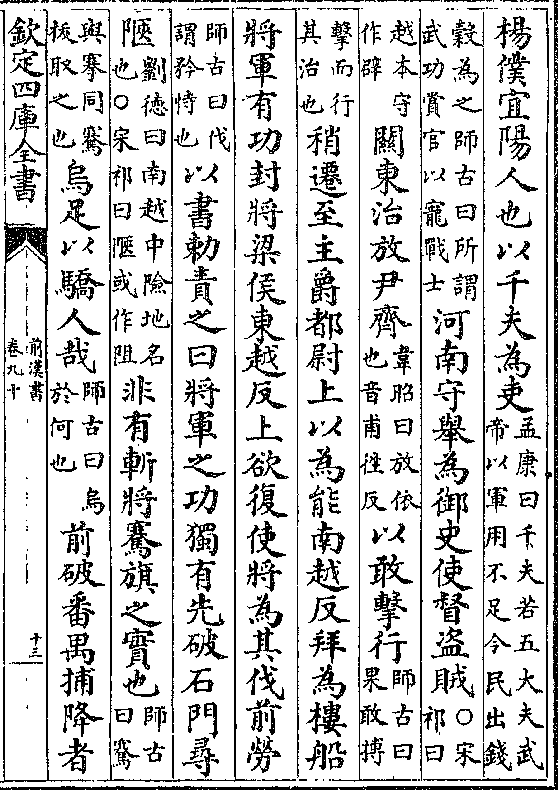 楊僕宜陽人也以千夫為吏孟康曰千夫若五大夫武帝以軍用不足令民出錢
穀為之師古曰所謂武功賞官以寵戰士河南守舉為御史使督盜賊〇宋祁曰
越本守作辟關東治放尹齊韋昭曰放依也音甫徃反以敢擊行師古曰果敢搏
擊而行其治也稍遷至主爵都尉上以為能南越反拜為樓船
將軍有功封將梁侯東越反上欲復使將為其伐前勞
師古曰伐謂矜恃也以書勅責之曰將軍之功獨有先破石門尋
陿劉德曰南越中險地名也〇宋祁曰陿或作阻非有斬將騫旗之實也師古曰騫
與搴同騫拔取之也烏足以驕人哉師古曰烏於何也前破番禺捕降者
欽定四庫全書
前漢書
卷九十
十三